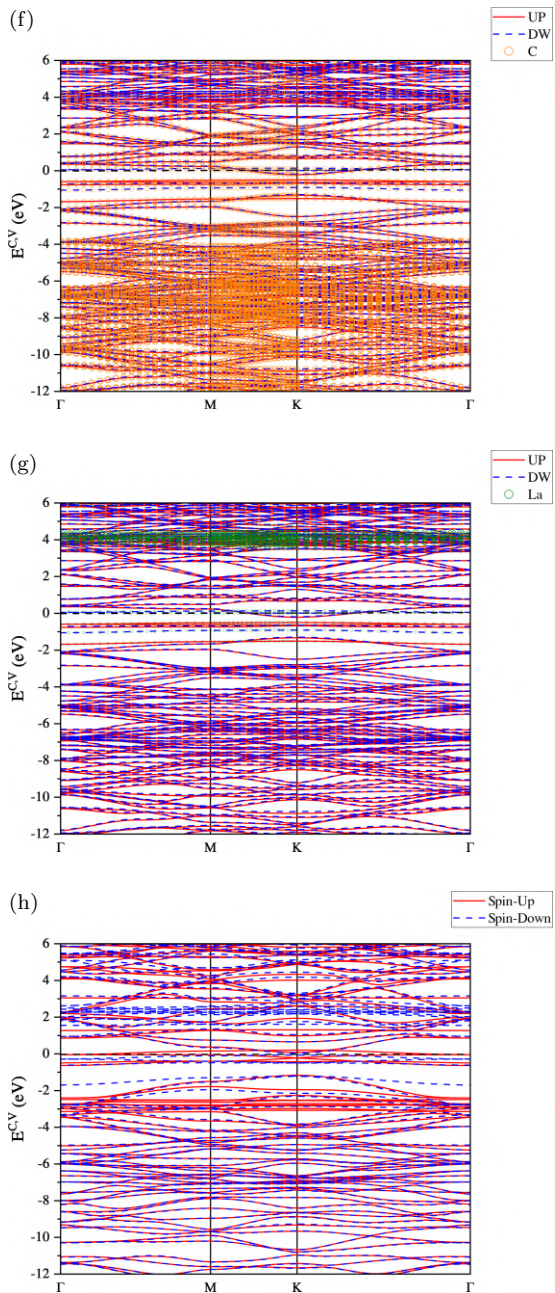 (f)
UP
DW
C
6
4
2
0
-2
-4
-6
-8
-10
-12
E^{C,V} (eV)
Γ M K Γ
(g)
UP
DW
La
6
4
2
0
-2
-4
-6
-8
-10
-12
E^{C,V} (eV)
Γ M K Γ
(h)
Spin-Up
Spin-Down
6
4
2
0
-2
-4
-6
-8
-10
-12
E^{C,V} (eV)
Γ M K Γ